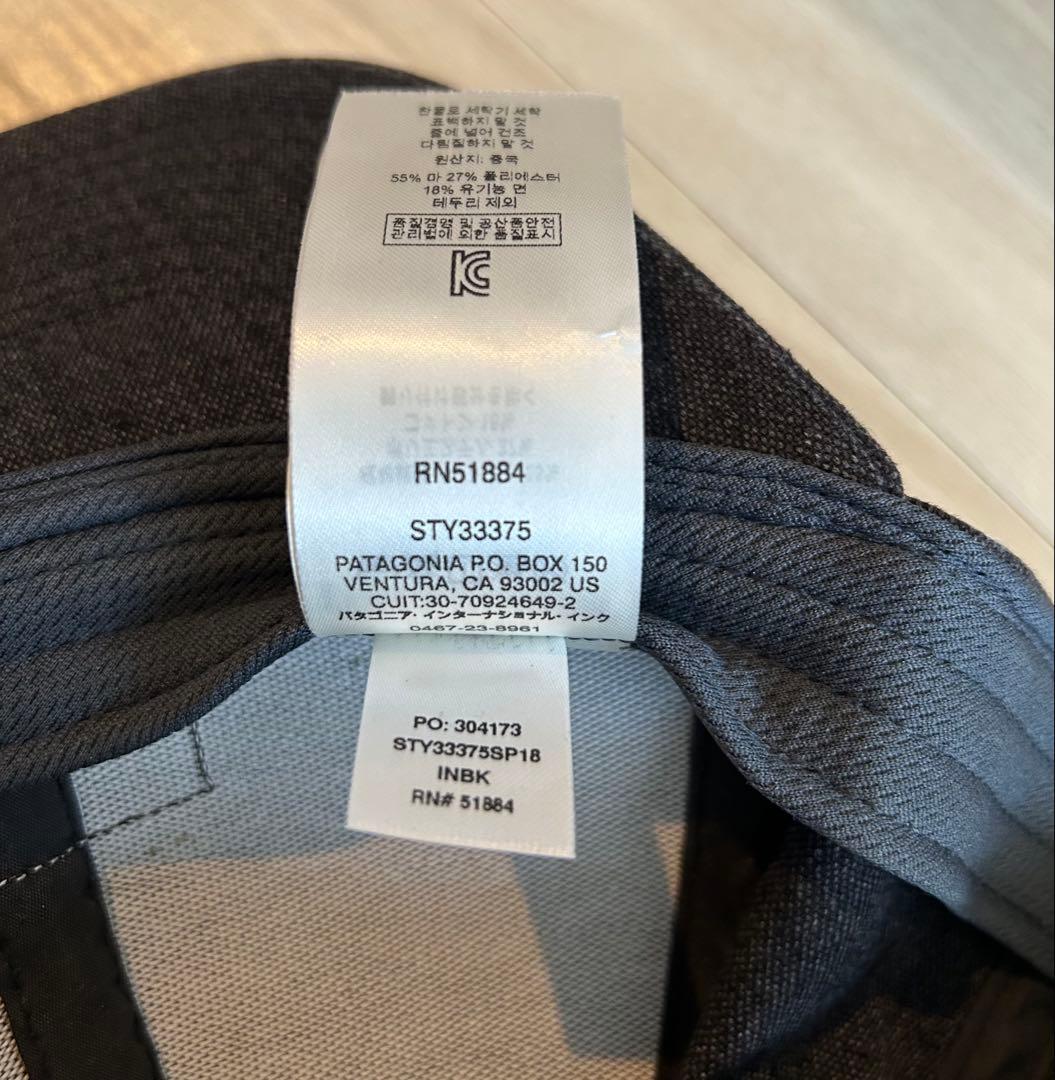 찬물로 세탁기 세탁
표백하지 말 것
줄에 널어 건조
다림질하지 말 것
원산지: 중국
55% 마 27% 폴리에스터
18% 유기농 면
테두리 제외
품질경영 및 공산품안전
관리법에 의한 품질표시
RN51884
STY33375
PATAGONIA P.O. BOX 150
VENTURA, CA 93002 US
CUIT:30-70924649-2
パタゴニア・インターナショナル・インク
0467-23-8961
PO: 304173
STY33375SP18
INBK
RN# 51884